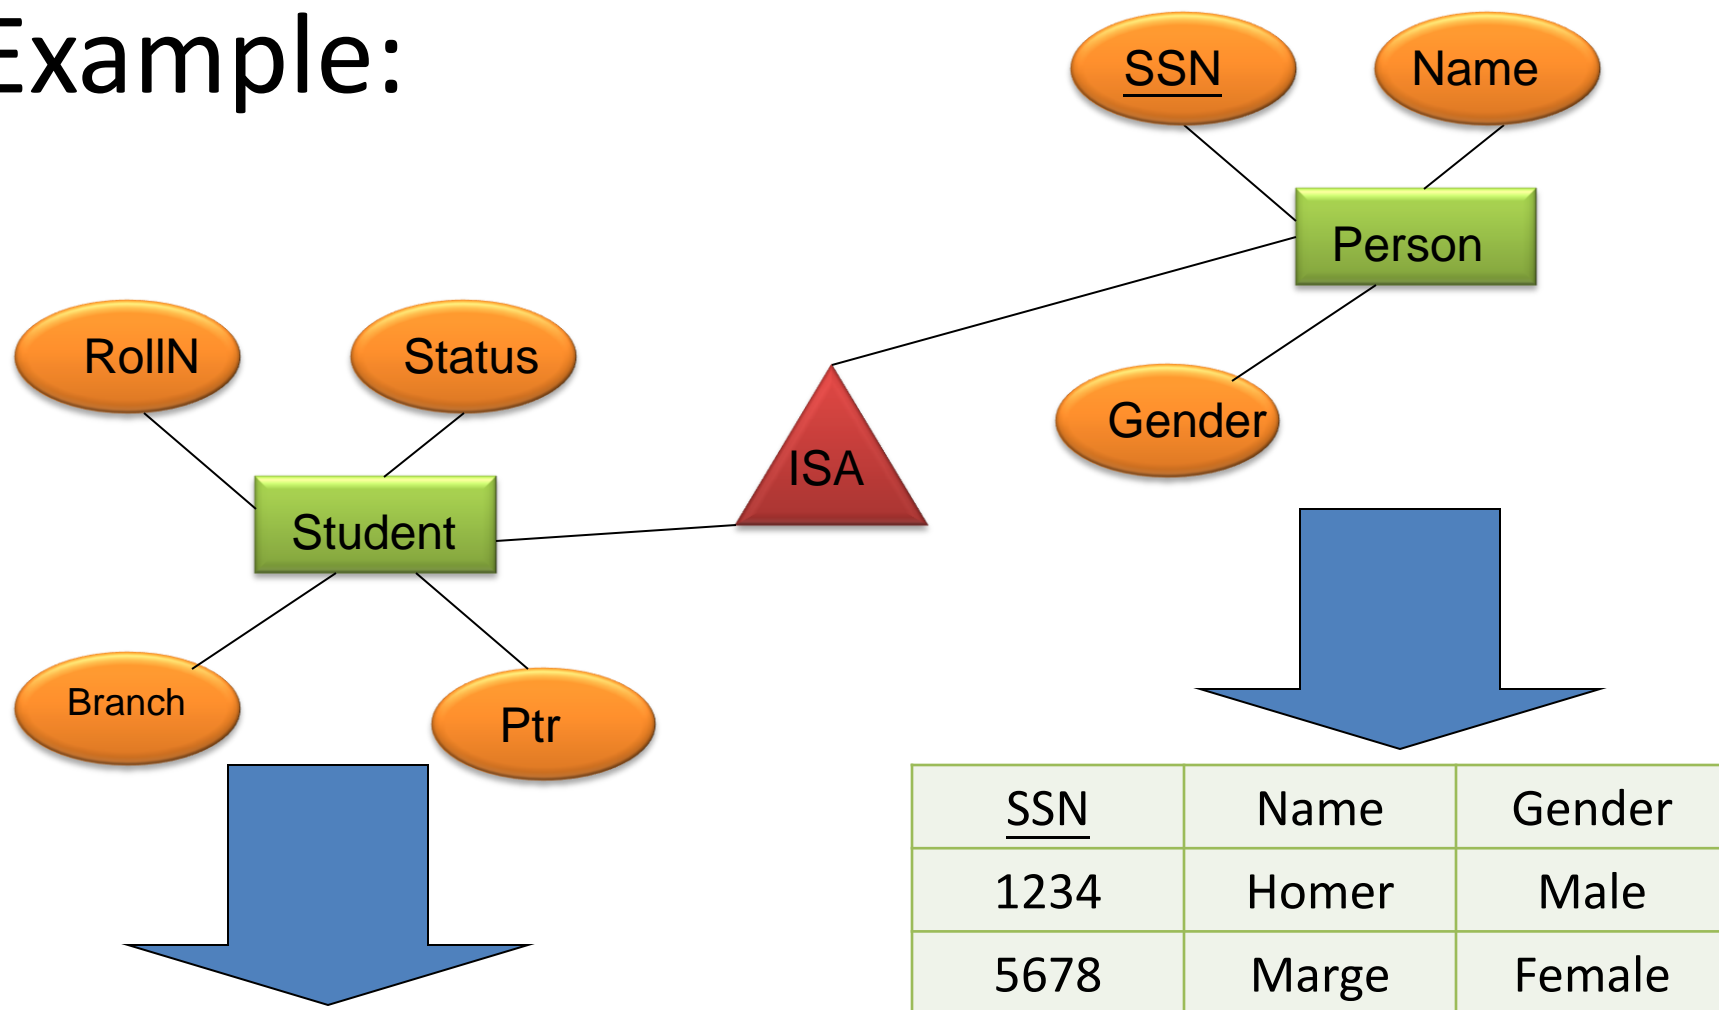 Example:
SSN
Name
Person
RollN
Status
Gender
ISA
Student
Branch
Ptr
SSN Name Gender
1234 Homer Male
5678 Marge Female